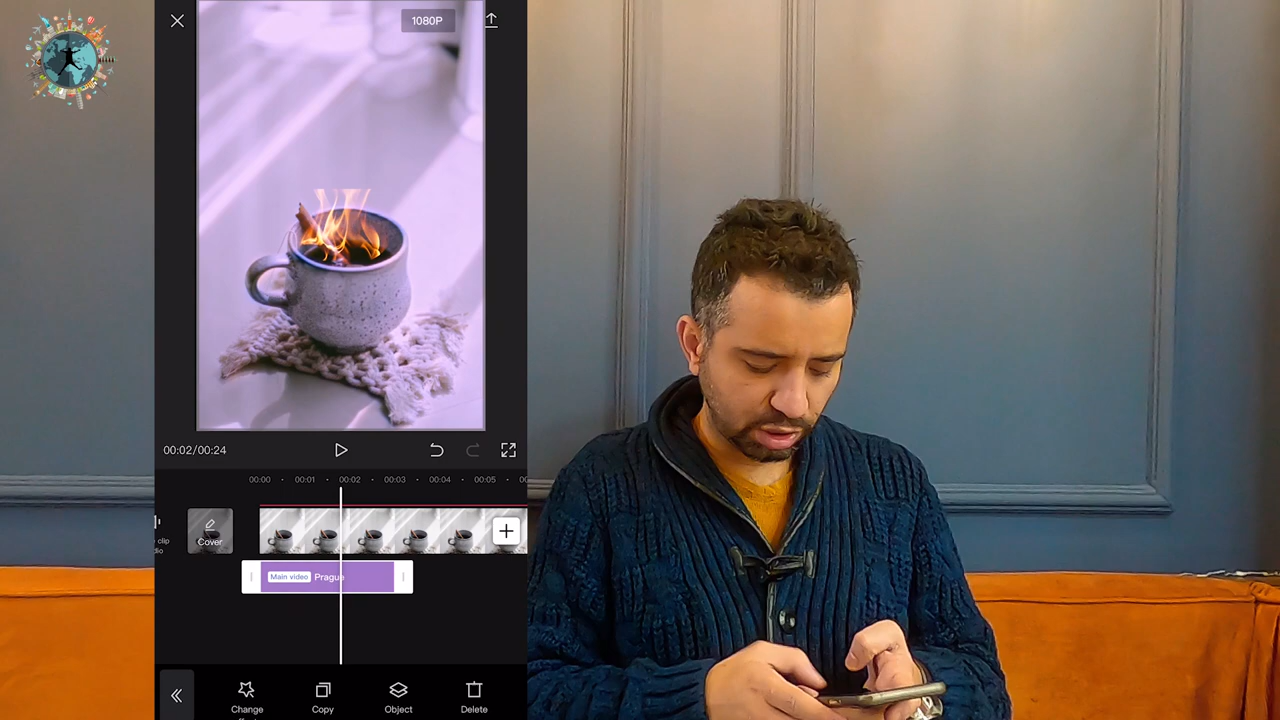 1080P
00:02/00:24
00:00 00:01 00:02 00:03 00:04 00:05
clip
Cover
Main video Prague
Change Copy Object Delete